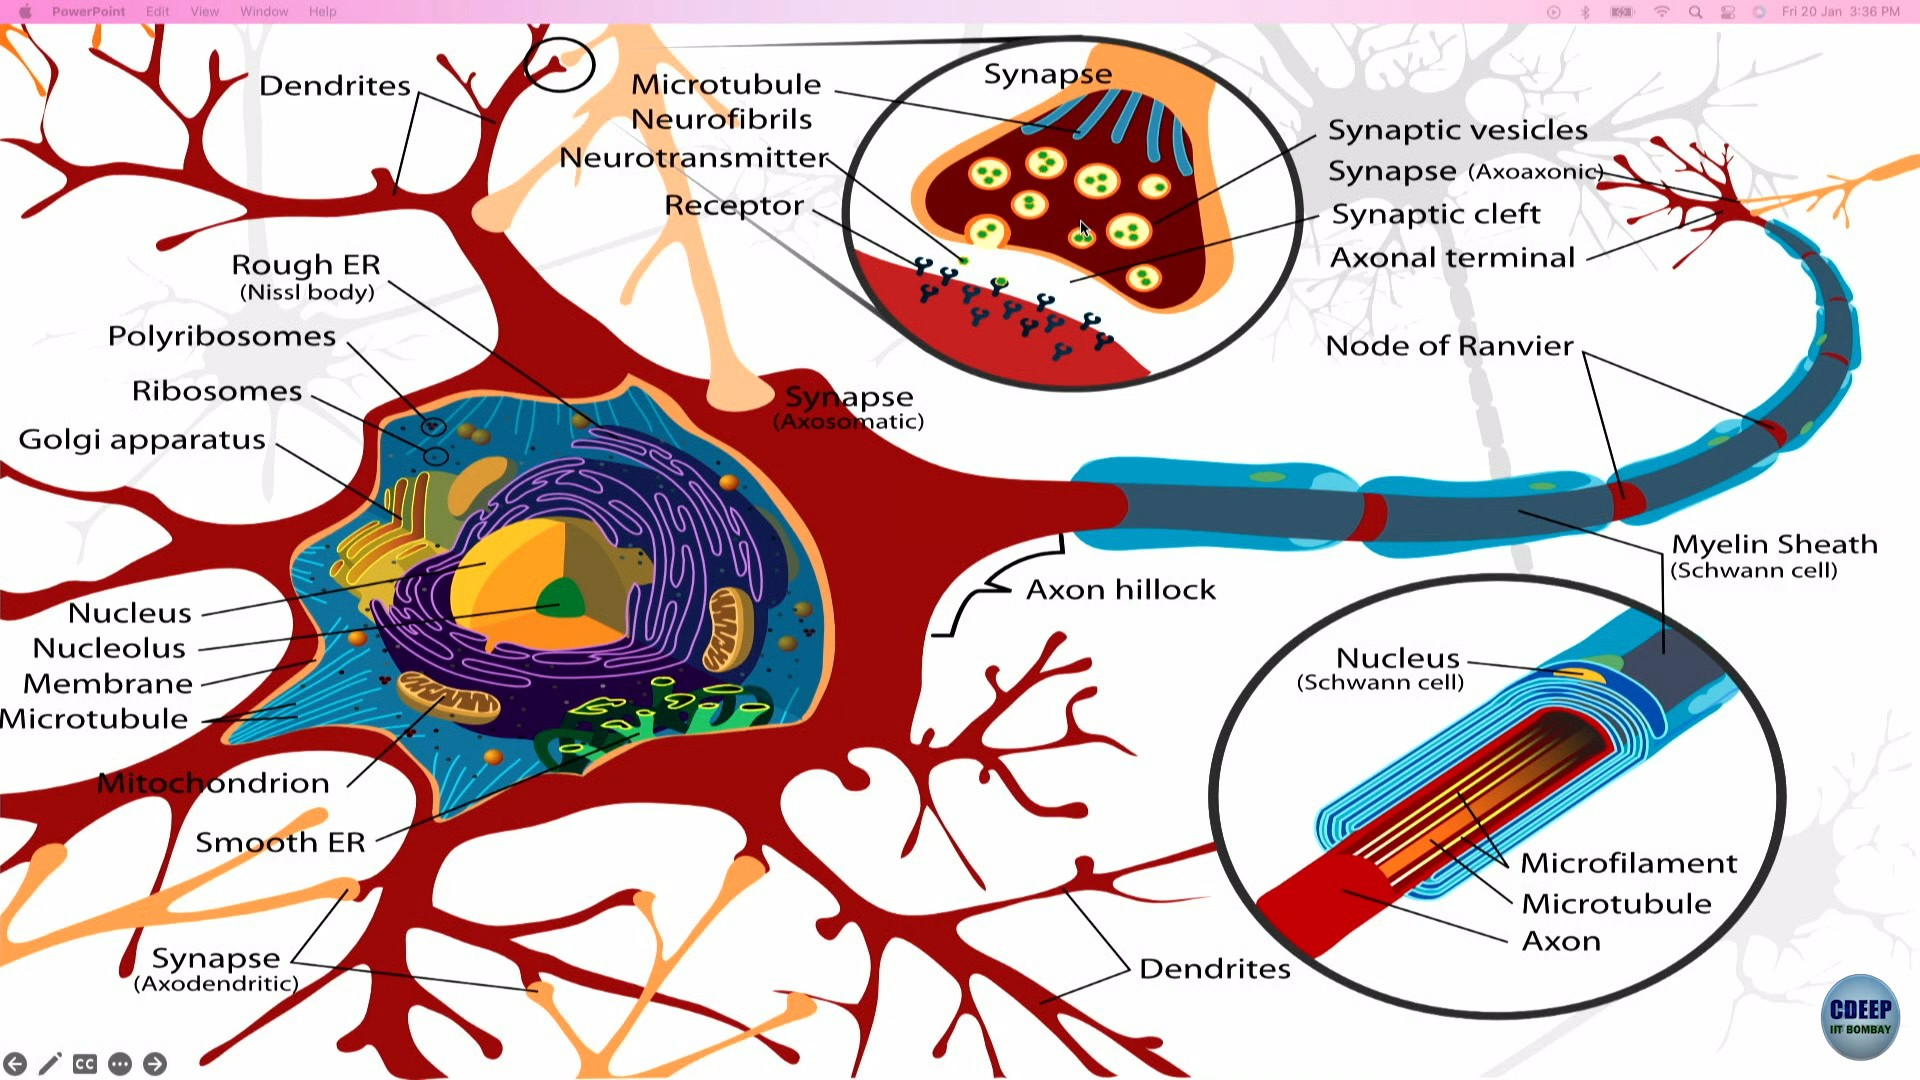 PowerPoint Edit View Window Help
Fri 20 Jan 3:36 PM
Dendrites
Microtubule
Neurofibrils
Neurotransmitter
Receptor
Synapse
Synaptic vesicles
Synapse (Axoaxonic)
Synaptic cleft
Axonal terminal
Rough ER
(Nissl body)
Polyribosomes
Ribosomes
Golgi apparatus
Synapse
(Axosomatic)
Node of Ranvier
Myelin Sheath
(Schwann cell)
Axon hillock
Nucleus
Nucleolus
Membrane
Microtubule
Mitochondrion
Smooth ER
Nucleus
(Schwann cell)
Microfilament
Microtubule
Axon
Synapse
(Axodendritic)
Dendrites
CDEEP
IIT BOMBAY
CC